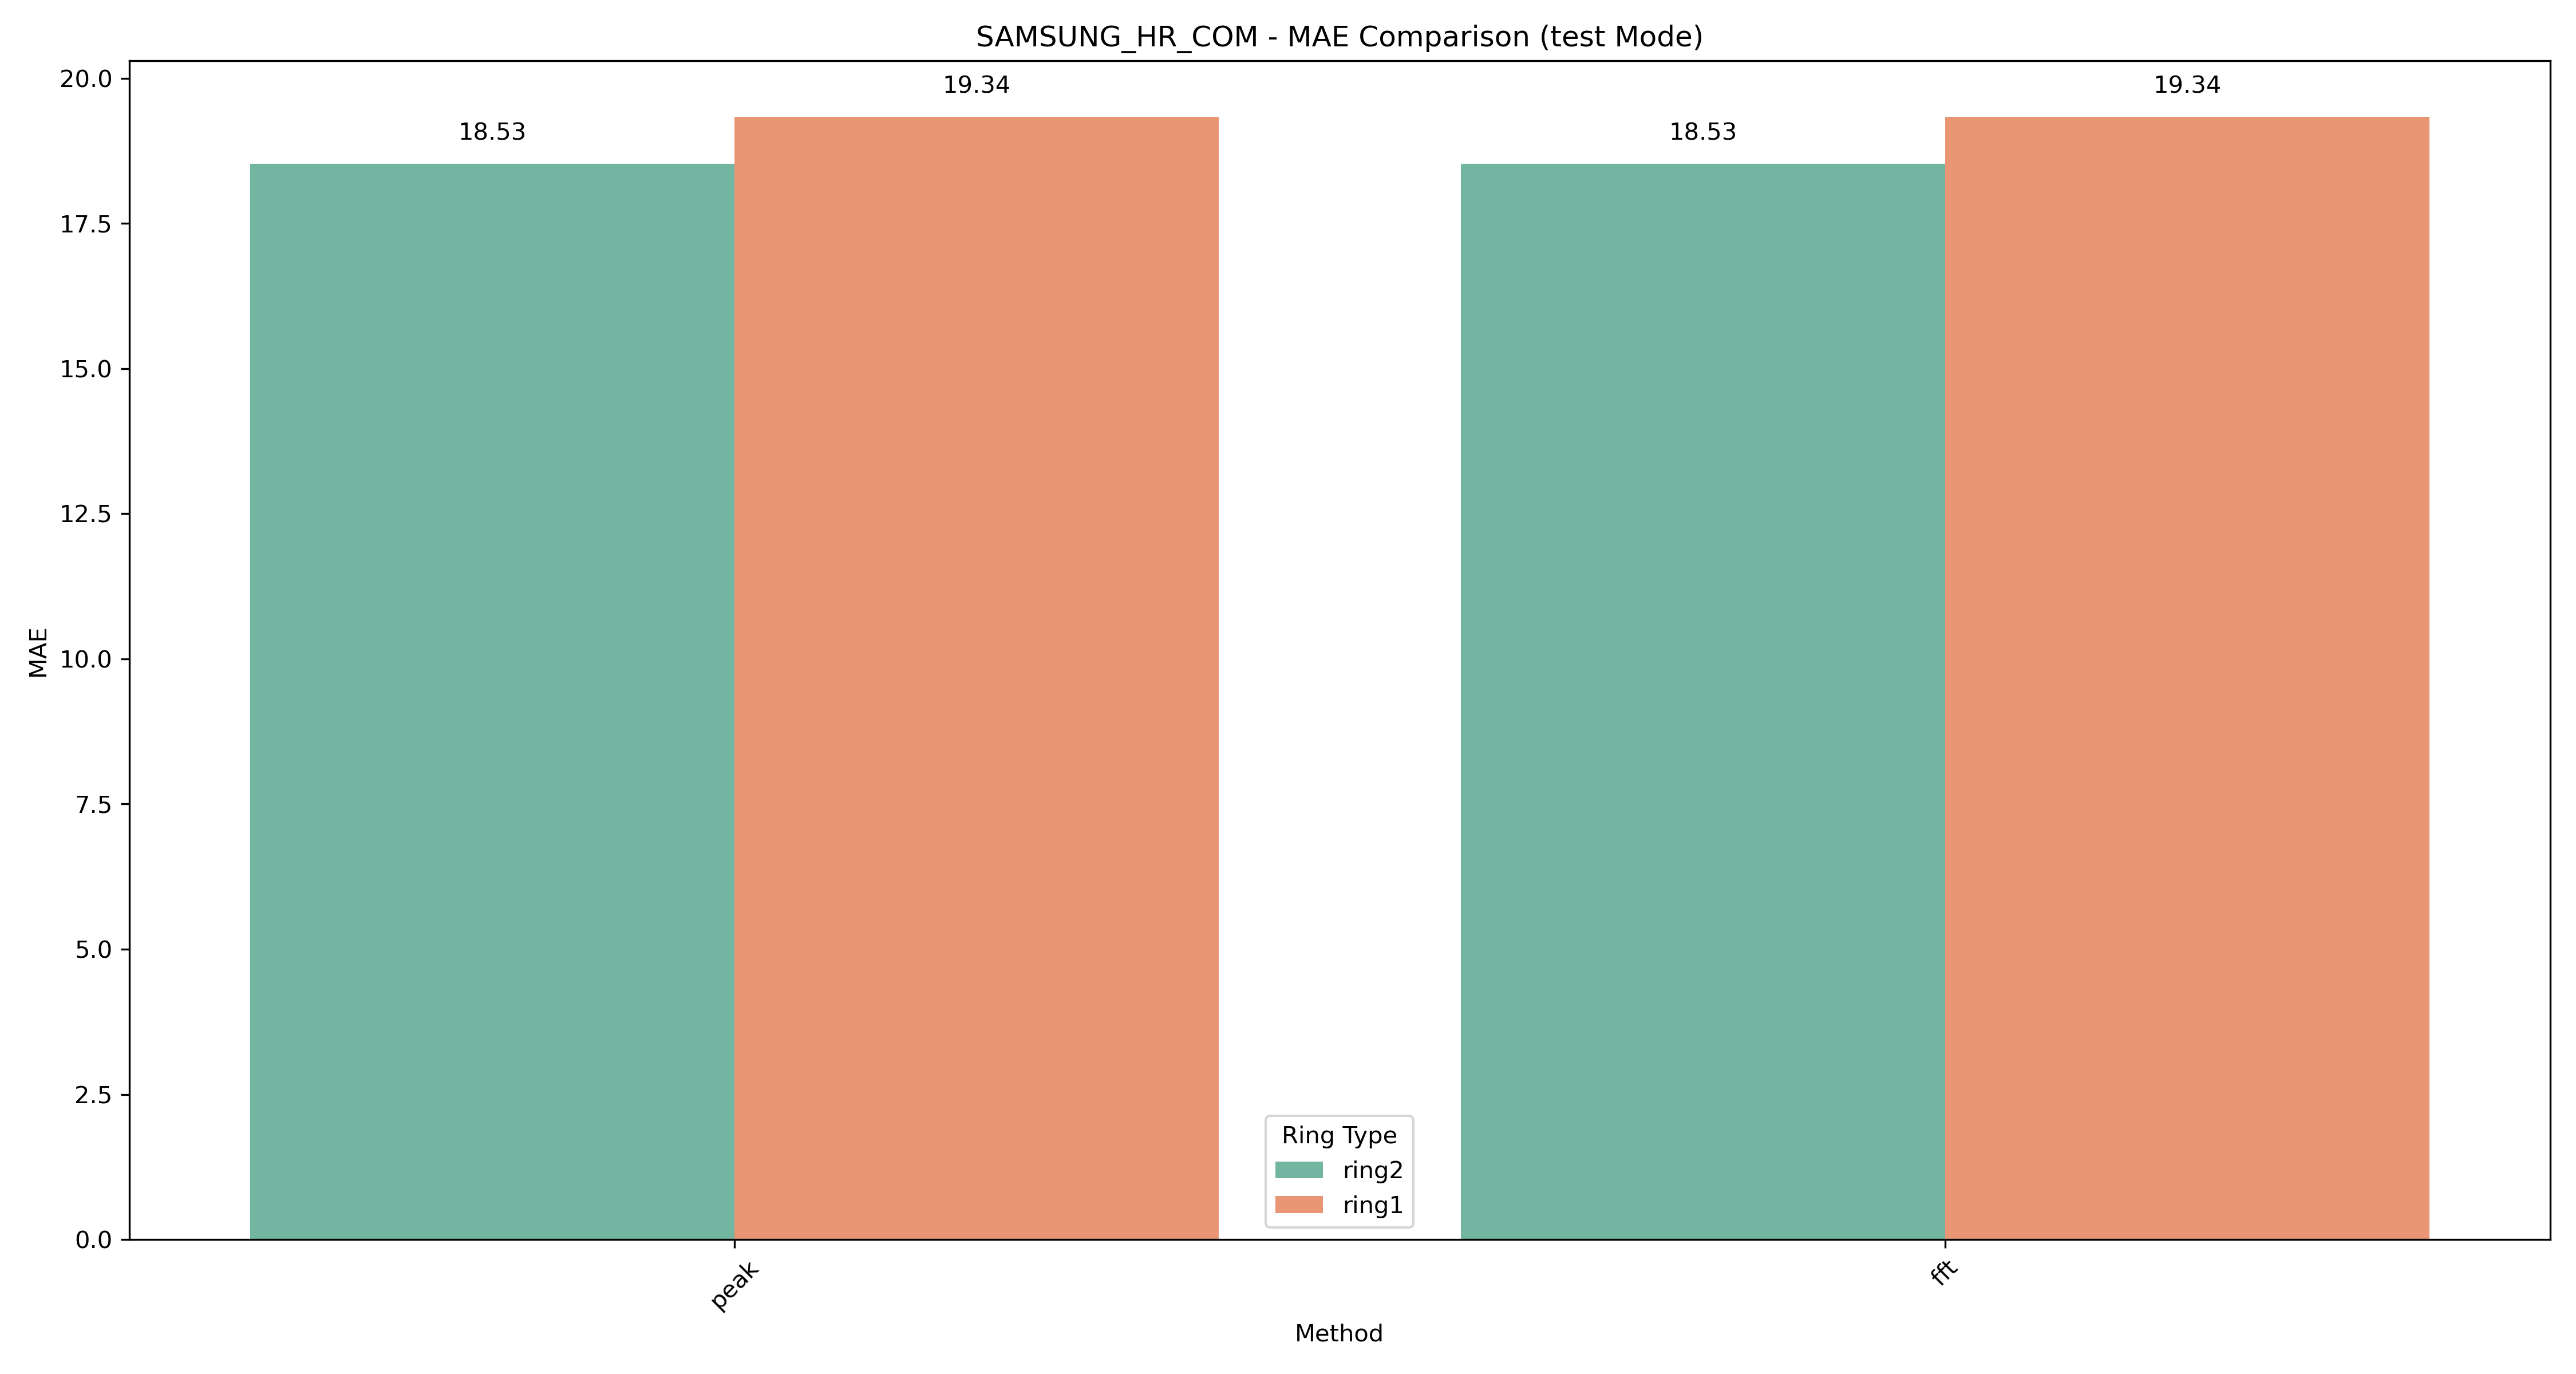 SAMSUNG_HR_COM - MAE Comparison (test Mode)
20.0
17.5
15.0
12.5
10.0
7.5
5.0
2.5
0.0
MAE
18.53
19.34
18.53
19.34
Ring Type
ring2
ring1
peak
fft
Method